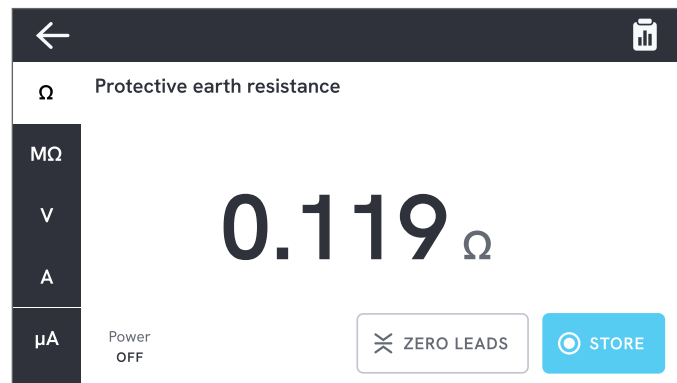 Ω
Protective earth resistance
MΩ
V
A
μA
0.119 Ω
Power
OFF
ZERO LEADS
STORE